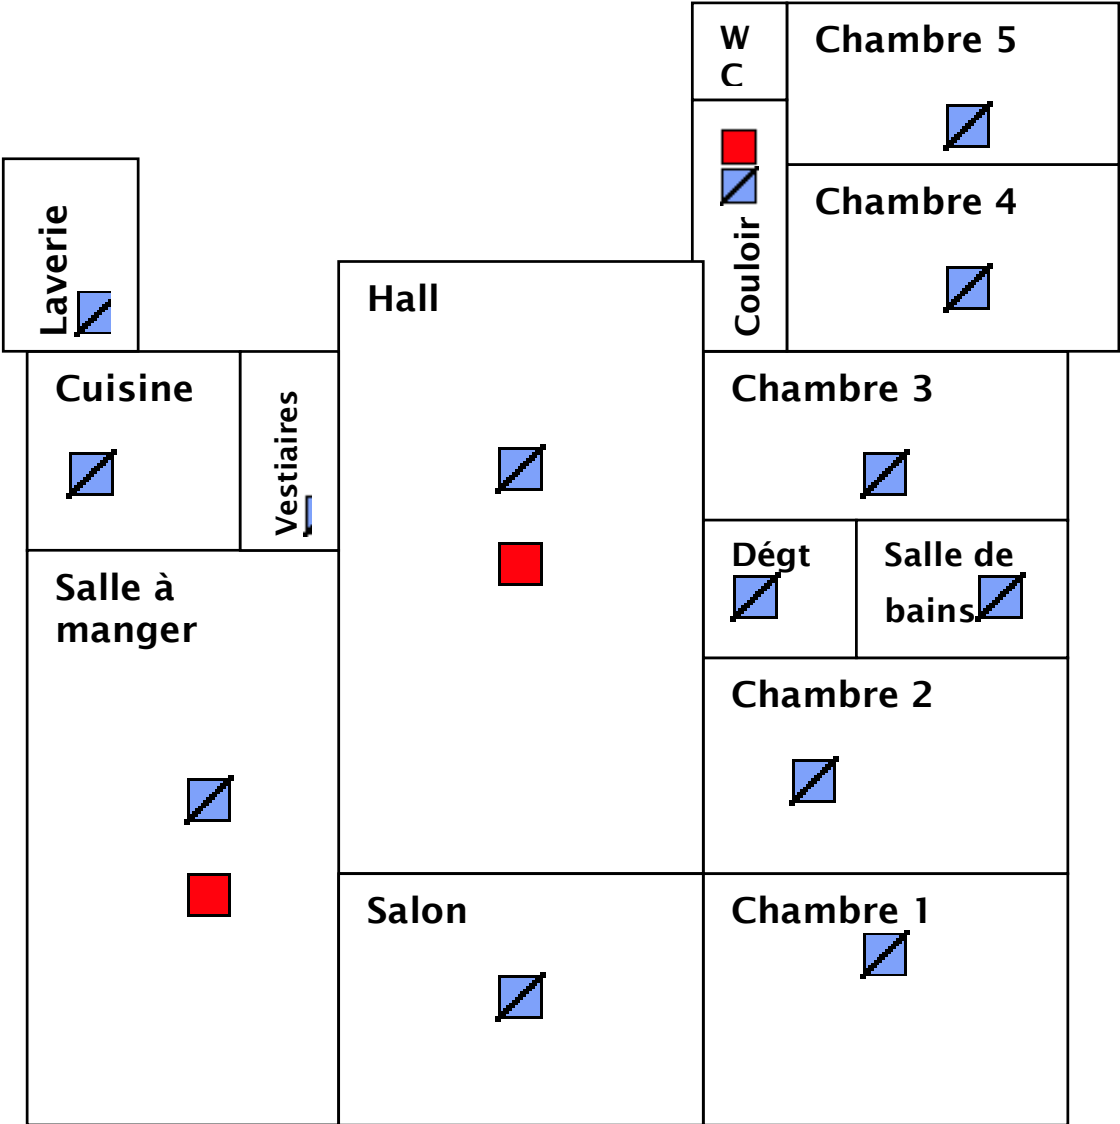 W
C
Chambre 5
Chambre 4
Couloir
Laverie
Hall
Cuisine
Vestiaires
Chambre 3
Dégt
Salle de
bains
Salle à
manger
Chambre 2
Salon
Chambre 1